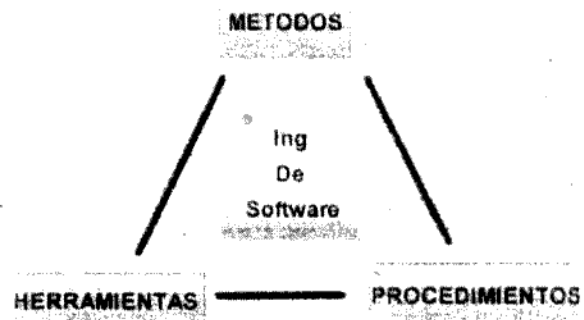 METODOS
Ing
De
Software
HERRAMIENTAS
PROCEDIMIENTOS